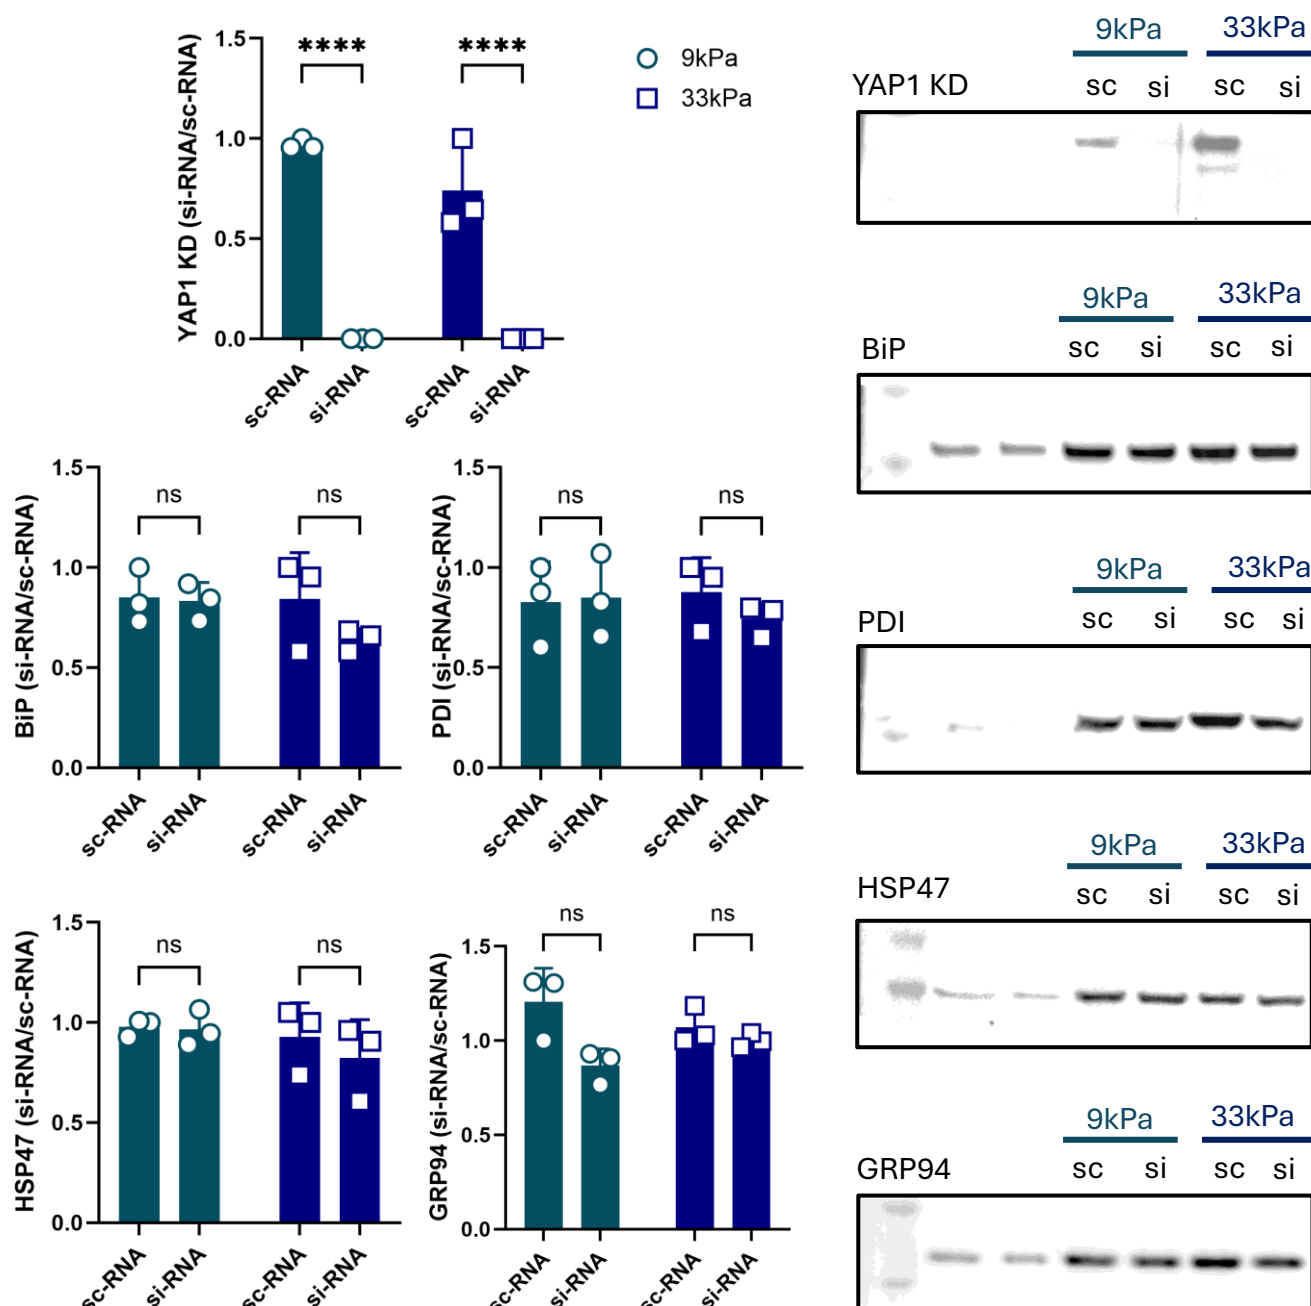 YAP1 KD (si-RNA/sc-RNA)
1.5
1.0
0.5
0.0
****
****
sc-RNA
si-RNA
sc-RNA
si-RNA
9kPa
33kPa
BiP (si-RNA/sc-RNA)
1.5
1.0
0.5
0.0
ns
ns
sc-RNA
si-RNA
sc-RNA
si-RNA
PDI (si-RNA/sc-RNA)
1.5
1.0
0.5
0.0
ns
ns
sc-RNA
si-RNA
sc-RNA
si-RNA
HSP47 (si-RNA/sc-RNA)
1.5
1.0
0.5
0.0
ns
ns
sc-RNA
si-RNA
sc-RNA
si-RNA
GRP94 (si-RNA/sc-RNA)
1.5
1.0
0.5
0.0
ns
ns
sc-RNA
si-RNA
sc-RNA
si-RNA
9kPa 33kPa
YAP1 KD sc si sc si
9kPa 33kPa
BiP sc si sc si
9kPa 33kPa
PDI sc si sc si
9kPa 33kPa
HSP47 sc si sc si
9kPa 33kPa
GRP94 sc si sc si